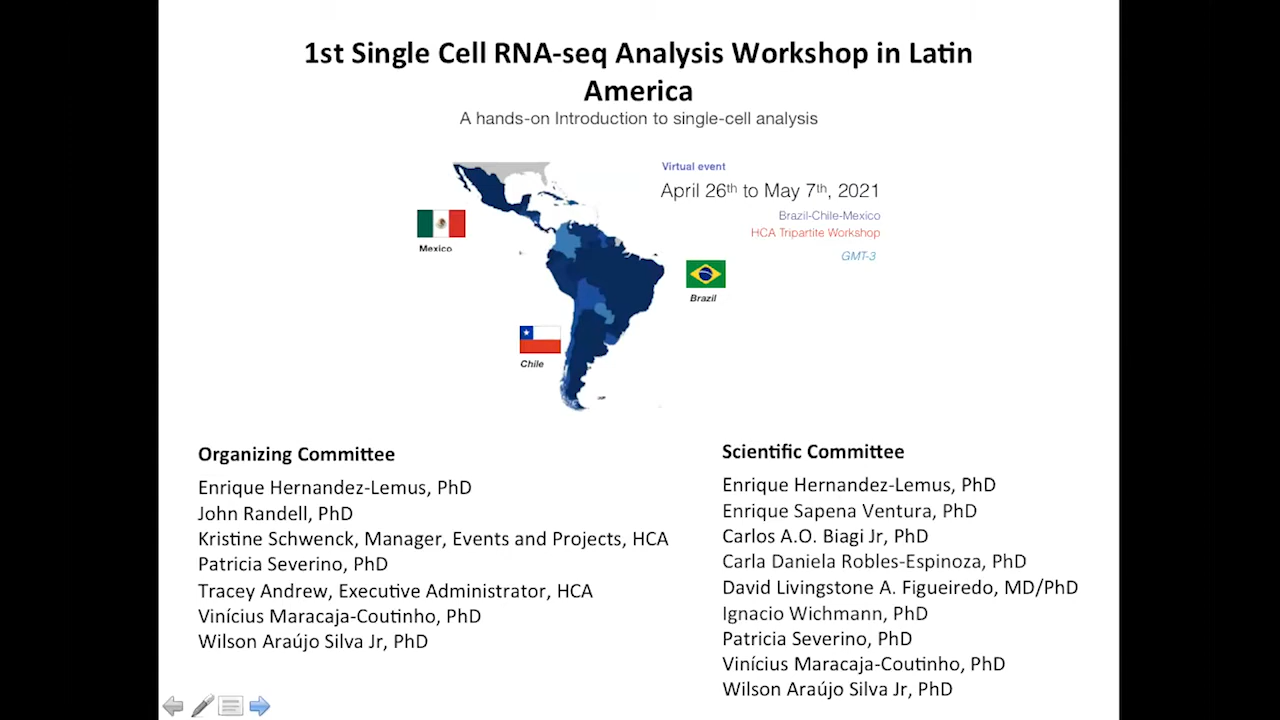 1st Single Cell RNA-seq Analysis Workshop in Latin
America
A hands-on Introduction to single-cell analysis
Virtual event
April 26th to May 7th, 2021
Brazil-Chile-Mexico
HCA Tripartite Workshop
GMT-3
Mexico
Brazil
Chile
Organizing Committee
Enrique Hernandez-Lemus, PhD
John Randell, PhD
Kristine Schwenck, Manager, Events and Projects, HCA
Patricia Severino, PhD
Tracey Andrew, Executive Administrator, HCA
Vinícius Maracaja-Coutinho, PhD
Wilson Araújo Silva Jr, PhD
Scientific Committee
Enrique Hernandez-Lemus, PhD
Enrique Sapena Ventura, PhD
Carlos A.O. Biagi Jr, PhD
Carla Daniela Robles-Espinoza, PhD
David Livingstone A. Figueiredo, MD/PhD
Ignacio Wichmann, PhD
Patricia Severino, PhD
Vinícius Maracaja-Coutinho, PhD
Wilson Araújo Silva Jr, PhD